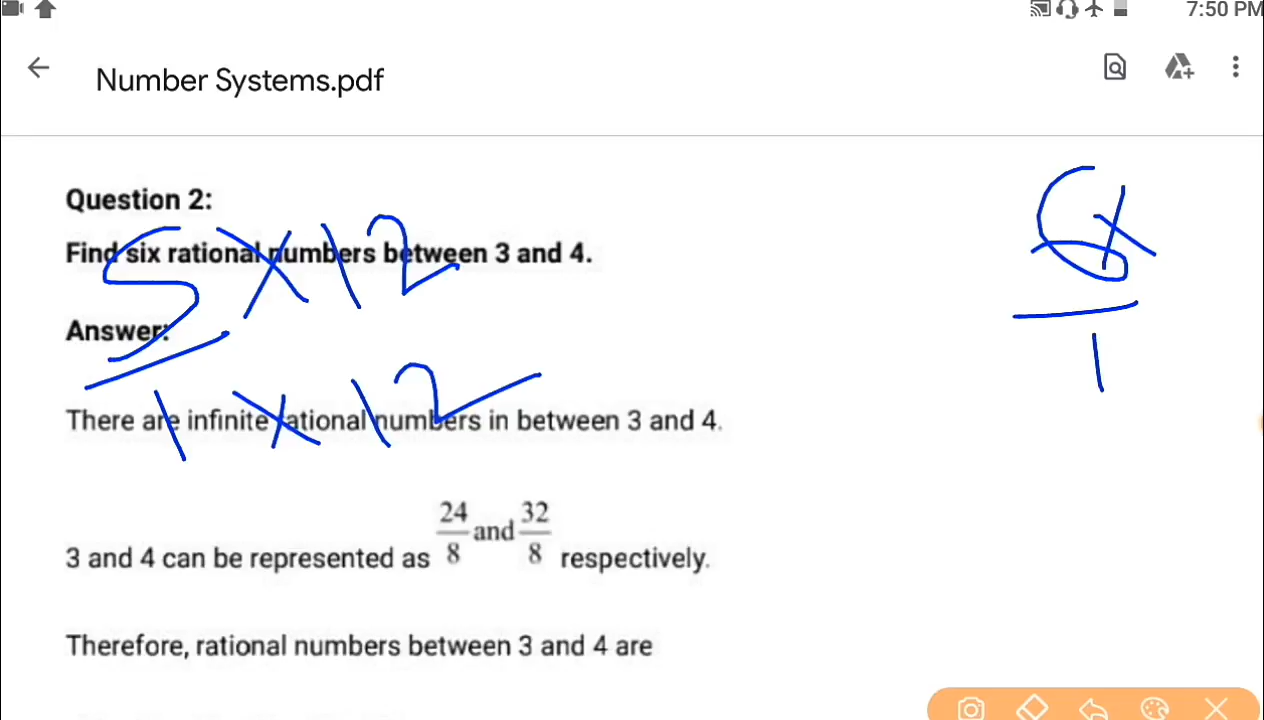 7:50 PM
Number Systems.pdf
Question 2:
Find six rational numbers between 3 and 4.
5 X 12
Answer:
1 X 12
1
There are infinite rational numbers in between 3 and 4.
3 and 4 can be represented as 24/8 and 32/8 respectively.
Therefore, rational numbers between 3 and 4 are